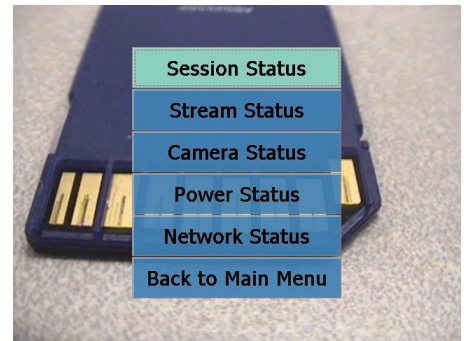 Session Status
Stream Status
Camera Status
Power Status
Network Status
Back to Main Menu